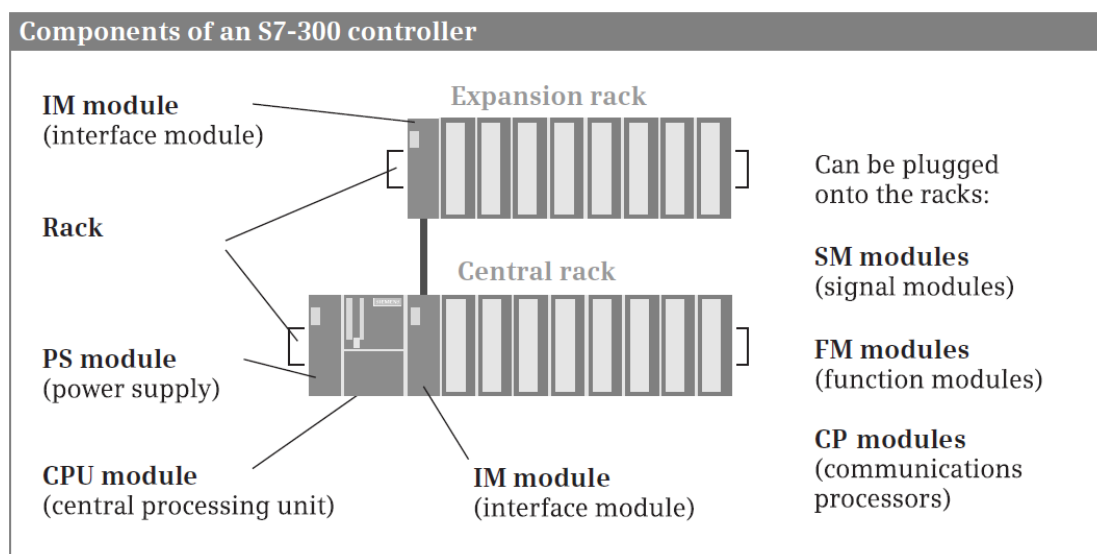 Components of an S7-300 controller
IM module
(interface module)
Expansion rack
Rack
Central rack
PS module
(power supply)
CPU module
(central processing unit)
IM module
(interface module)
Can be plugged
onto the racks:
SM modules
(signal modules)
FM modules
(function modules)
CP modules
(communications
processors)